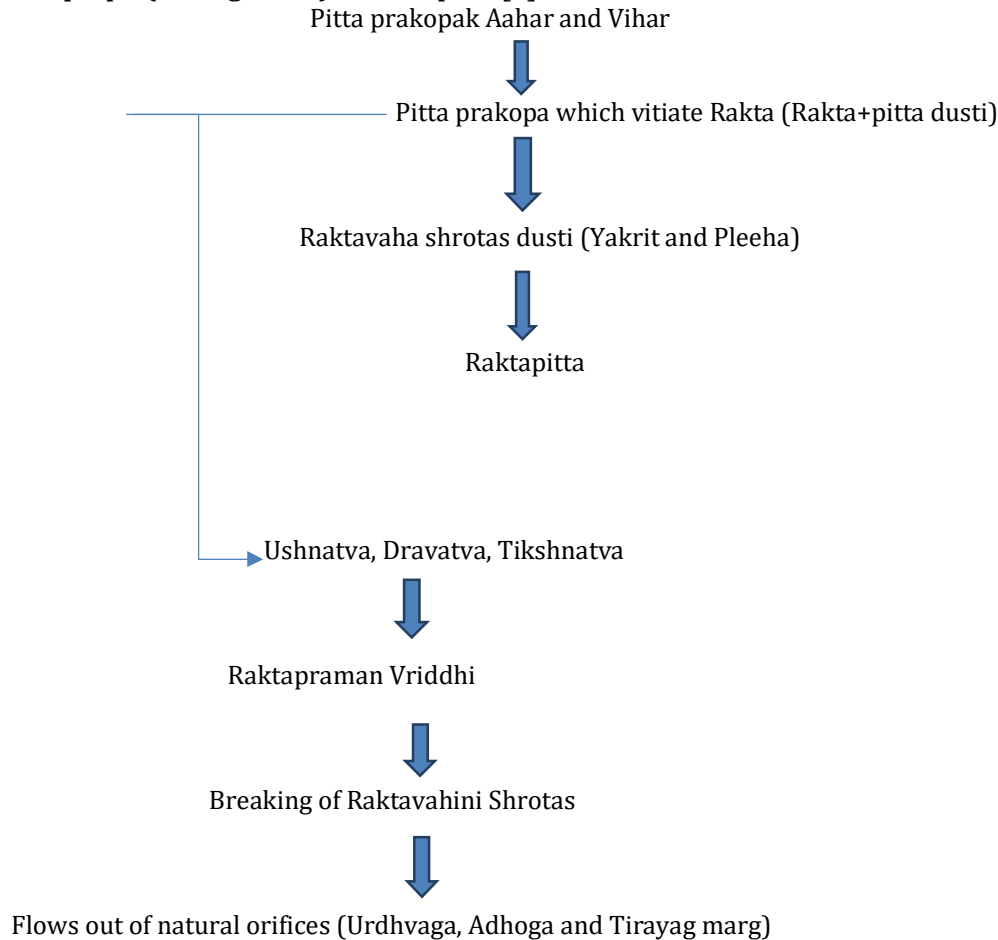 Pitta prakopak Aahar and Vihar
Pitta prakopa which vitiate Rakta (Rakta+pitta dusti)
Raktavaha shrotas dusti (Yakrit and Pleeha)
Raktapitta
Ushnatva, Dravatva, Tikshnatva
Raktapraman Vriddhi
Breaking of Raktavahini Shrotas
Flows out of natural orifices (Urdhvaga, Adhoga and Tirayag marg)